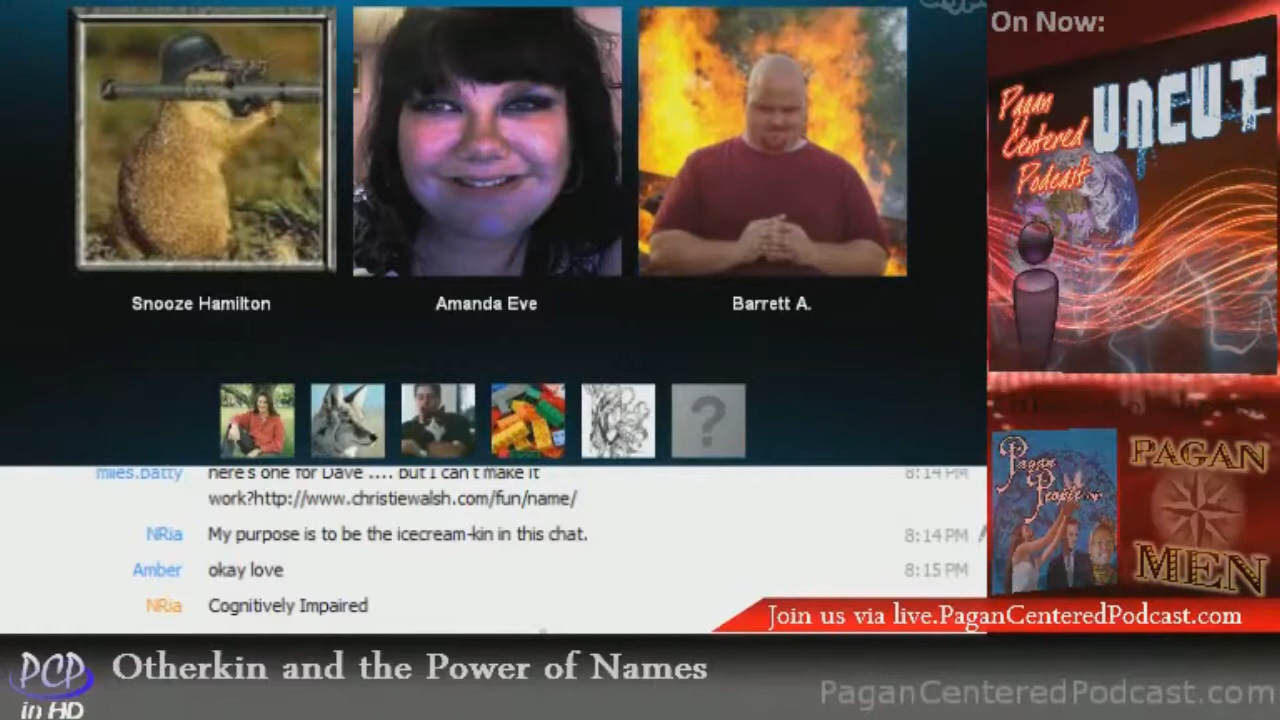 On Now:
Pagan
Centered
Podcast
UNCUT
Snooze Hamilton
Amanda Eve
Barrett A.
?
miles.batty here's one for Dave .... but I can't make it 8:14 PM
work?http://www.christiewalsh.com/fun/name/
NRia My purpose is to be the icecream-kin in this chat. 8:14 PM
Amber okay love 8:15 PM
NRia Cognitively Impaired
Pagan
People
PAGAN
MEN
Join us via live.PaganCenteredPodcast.com
PCP
in HD
Otherkin and the Power of Names
PaganCenteredPodcast.com